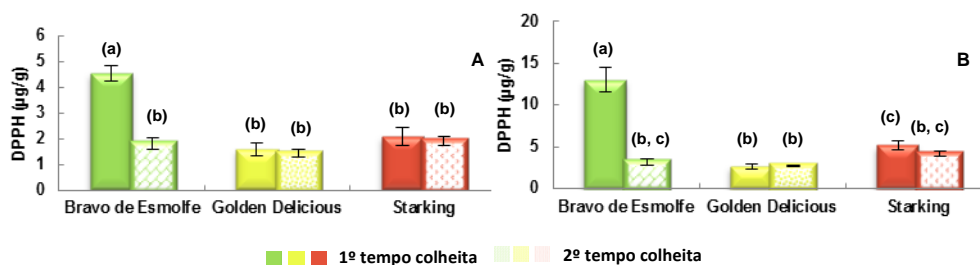 (a)
(b)
(b)
(b)
(b)
(b)
A
DPPH (µg/g)
6
5
4
3
2
1
0
Bravo de Esmolfe Golden Delicious Starking
(a)
(b, c)
(b)
(b)
(c)
(b, c)
B
DPPH (µg/g)
20
15
10
5
0
Bravo de Esmolfe Golden Delicious Starking
1º tempo colheita 2º tempo colheita